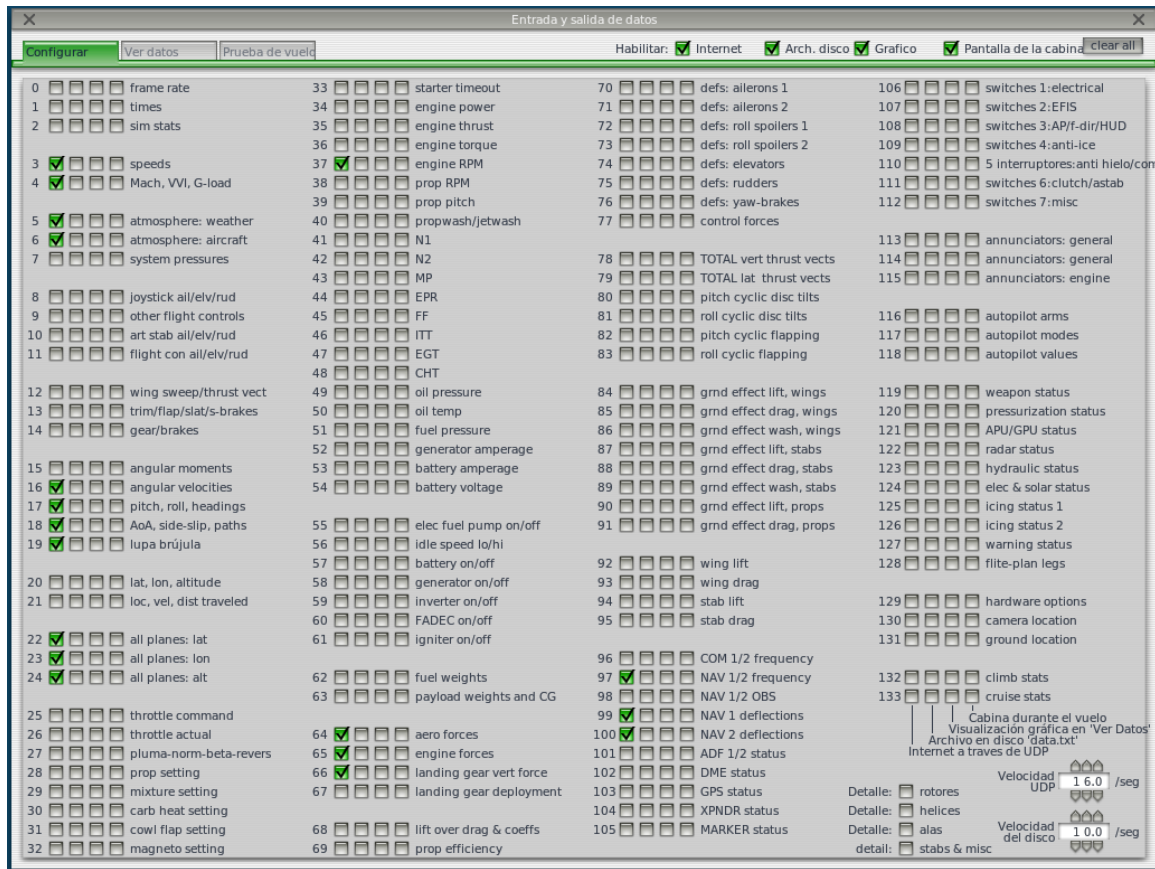 Entrada y salida de datos
Configurar
Ver datos
Prueba de vuelo
Habilitar: Internet Arch. disco Grafico Pantalla de la cabina clear all
0 frame rate
1 times
2 sim stats
3 speeds
4 Mach, VVI, G-load
5 atmosphere: weather
6 atmosphere: aircraft
7 system pressures
8 joystick ail/elv/rud
9 other flight controls
10 art stab ail/elv/rud
11 flight con ail/elv/rud
12 wing sweep/thrust vect
13 trim/flap/slat/s-brakes
14 gear/brakes
15 angular moments
16 angular velocities
17 pitch, roll, headings
18 AoA, side-slip, paths
19 lupa brújula
20 lat, lon, altitude
21 loc, vel, dist traveled
22 all planes: lat
23 all planes: lon
24 all planes: alt
25 throttle command
26 throttle actual
27 pluma-norm-beta-revers
28 prop setting
29 mixture setting
30 carb heat setting
31 cowl flap setting
32 magneto setting
33 starter timeout
34 engine power
35 engine thrust
36 engine torque
37 engine RPM
38 prop RPM
39 prop pitch
40 propwash/jetwash
41 N1
42 N2
43 MP
44 EPR
45 FF
46 ITT
47 EGT
48 CHT
49 oil pressure
50 oil temp
51 fuel pressure
52 generator amperage
53 battery amperage
54 battery voltage
55 elec fuel pump on/off
56 idle speed lo/hi
57 battery on/off
58 generator on/off
59 inverter on/off
60 FADEC on/off
61 igniter on/off
62 fuel weights
63 payload weights and CG
64 aero forces
65 engine forces
66 landing gear vert force
67 landing gear deployment
68 lift over drag & coeffs
69 prop efficiency
70 defs: ailerons 1
71 defs: ailerons 2
72 defs: roll spoilers 1
73 defs: roll spoilers 2
74 defs: elevators
75 defs: rudders
76 defs: yaw-brakes
77 control forces
78 TOTAL vert thrust vects
79 TOTAL lat thrust vects
80 pitch cyclic disc tilts
81 roll cyclic disc tilts
82 pitch cyclic flapping
83 roll cyclic flapping
84 grnd effect lift, wings
85 grnd effect drag, wings
86 grnd effect wash, wings
87 grnd effect lift, stabs
88 grnd effect drag, stabs
89 grnd effect wash, stabs
90 grnd effect lift, props
91 grnd effect drag, props
92 wing lift
93 wing drag
94 stab lift
95 stab drag
96 COM 1/2 frequency
97 NAV 1/2 frequency
98 NAV 1/2 OBS
99 NAV 1 deflections
100 NAV 2 deflections
101 ADF 1/2 status
102 DME status
103 GPS status
104 XPNDR status
105 MARKER status
106 switches 1:electrical
107 switches 2:EFIS
108 switches 3:AP/f-dir/HUD
109 switches 4:anti-ice
110 5 interruptores:anti hielo/com
111 switches 6:clutch/astab
112 switches 7:misc
113 annunciators: general
114 annunciators: general
115 annunciators: engine
116 autopilot arms
117 autopilot modes
118 autopilot values
119 weapon status
120 pressurization status
121 APU/GPU status
122 radar status
123 hydraulic status
124 elec & solar status
125 icing status 1
126 icing status 2
127 warning status
128 flite-plan legs
129 hardware options
130 camera location
131 ground location
132 climb stats
133 cruise stats
Cabina durante el vuelo
Visualización gráfica en 'Ver Datos'
Archivo en disco 'data.txt'
Internet a traves de UDP
Detalle: rotores
Detalle: helices
Detalle: alas
detail: stabs & misc
Velocidad
UDP 1 6.0 /seg
Velocidad
del disco 1 0.0 /seg